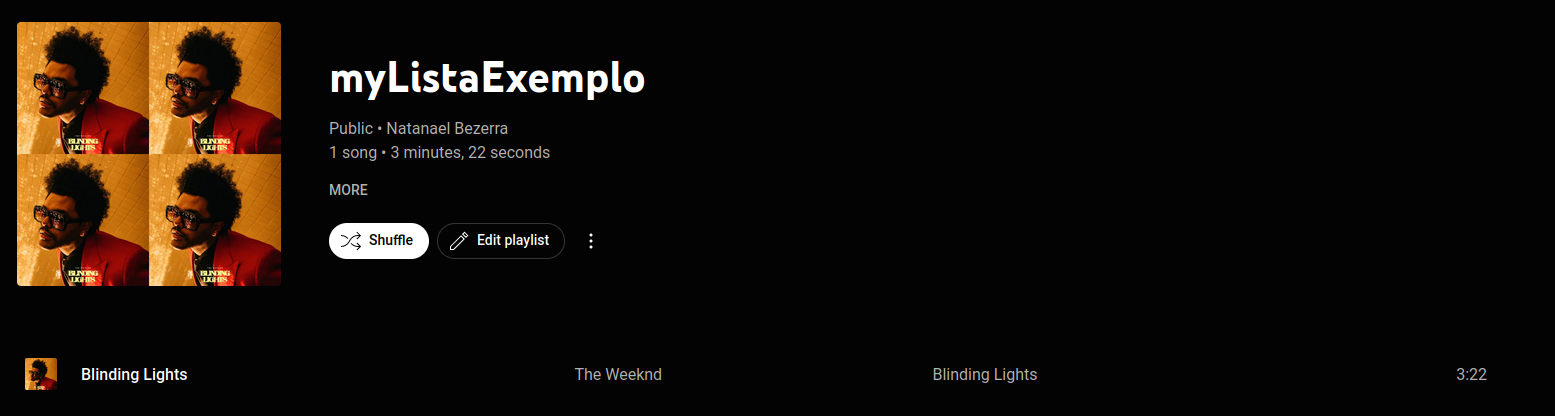 myListaExemplo
Public • Natanael Bezerra
1 song • 3 minutes, 22 seconds
MORE
Shuffle Edit playlist
BLINDING
LIGHTS
BLINDING
LIGHTS
BLINDING
LIGHTS
BLINDING
LIGHTS
Blinding Lights The Weeknd Blinding Lights 3:22